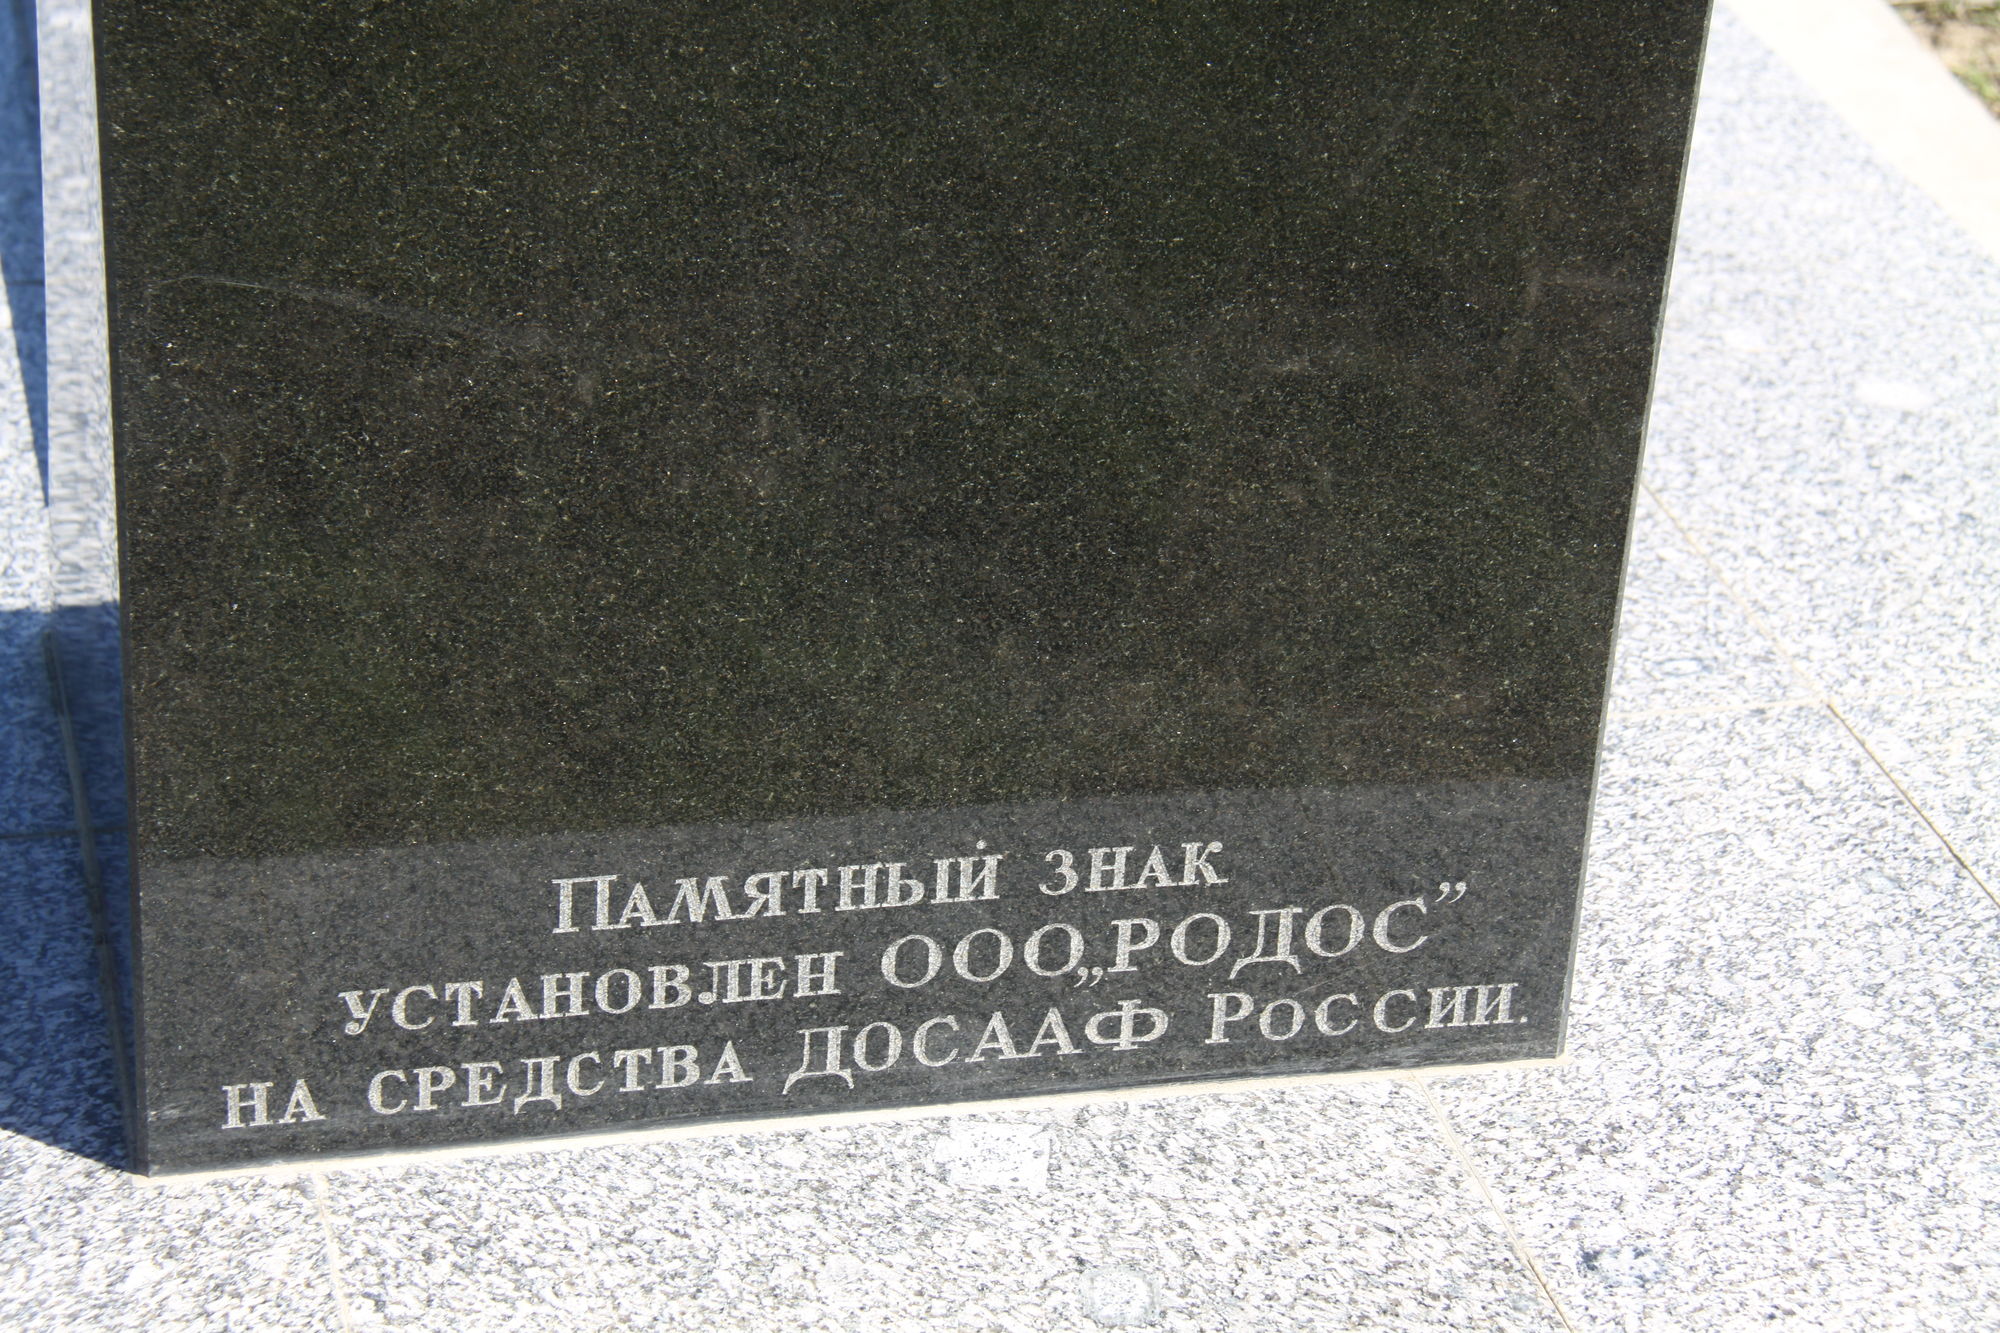 Памятный знак
установлен ООО „РОДОС”
на средства ДОСААФ России.